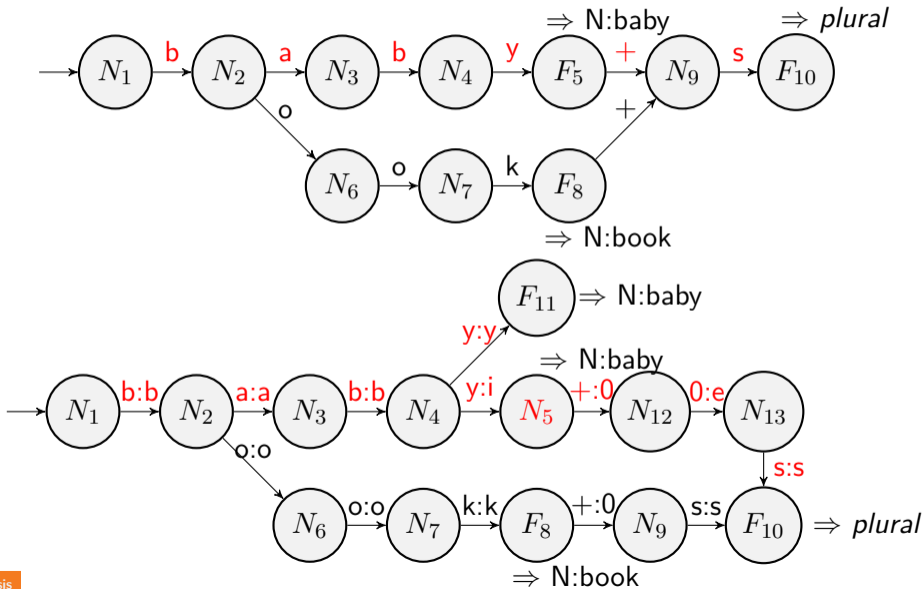 ⇒ N:baby ⇒ plural
b a b y + s
N₁ N₂ N₃ N₄ F₅ N₉ F₁₀
o +
o k
N₆ N₇ F₈
⇒ N:book
F₁₁ ⇒ N:baby
y:y
⇒ N:baby
b:b a:a b:b y:i +:0 0:e
N₁ N₂ N₃ N₄ N₅ N₁₂ N₁₃
o:o s:s
o:o k:k +:0 s:s
N₆ N₇ F₈ N₉ F₁₀ ⇒ plural
⇒ N:book
sis